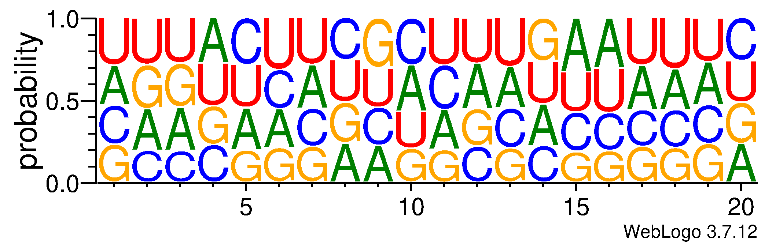 1.0
UUUACUUCGCUUUGAAUUUC
AGGUUCAUUACAAUUUAAAU
0.5
CAAGAACGCUAGCACCCCCG
GCCCGGGAAGGCGCGGGGGA
0.0
probability
5 10 15 20
WebLogo 3.7.12